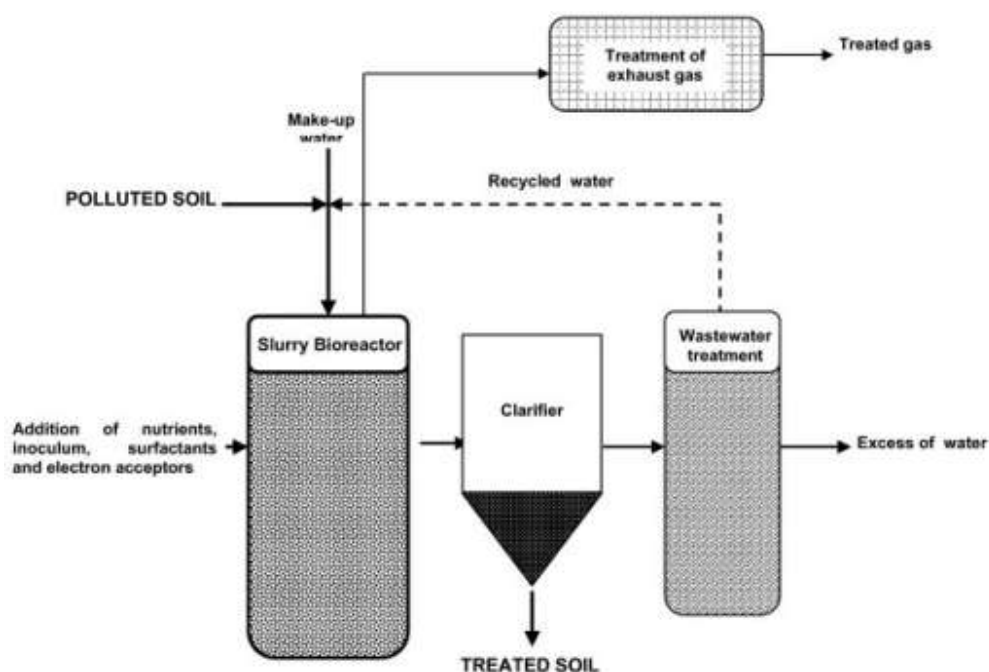 Treatment of
exhaust gas
Treated gas
Make-up
water
Recycled water
POLLUTED SOIL
Slurry Bioreactor
Wastewater
treatment
Clarifier
Addition of nutrients,
inoculum, surfactants
and electron acceptors
Excess of water
TREATED SOIL